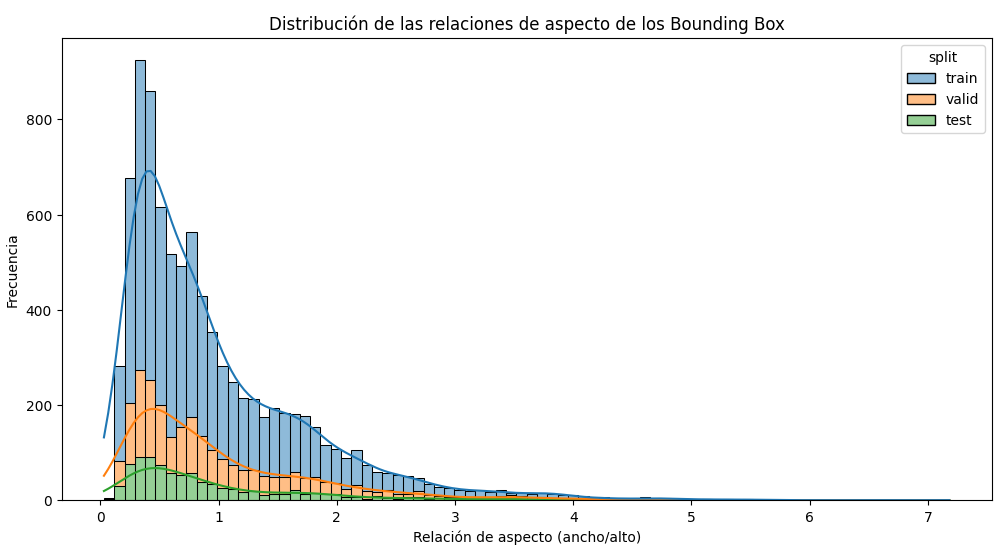 Distribución de las relaciones de aspecto de los Bounding Box
split
train
valid
test
Frecuencia
800
600
400
200
0
0 1 2 3 4 5 6 7
Relación de aspecto (ancho/alto)